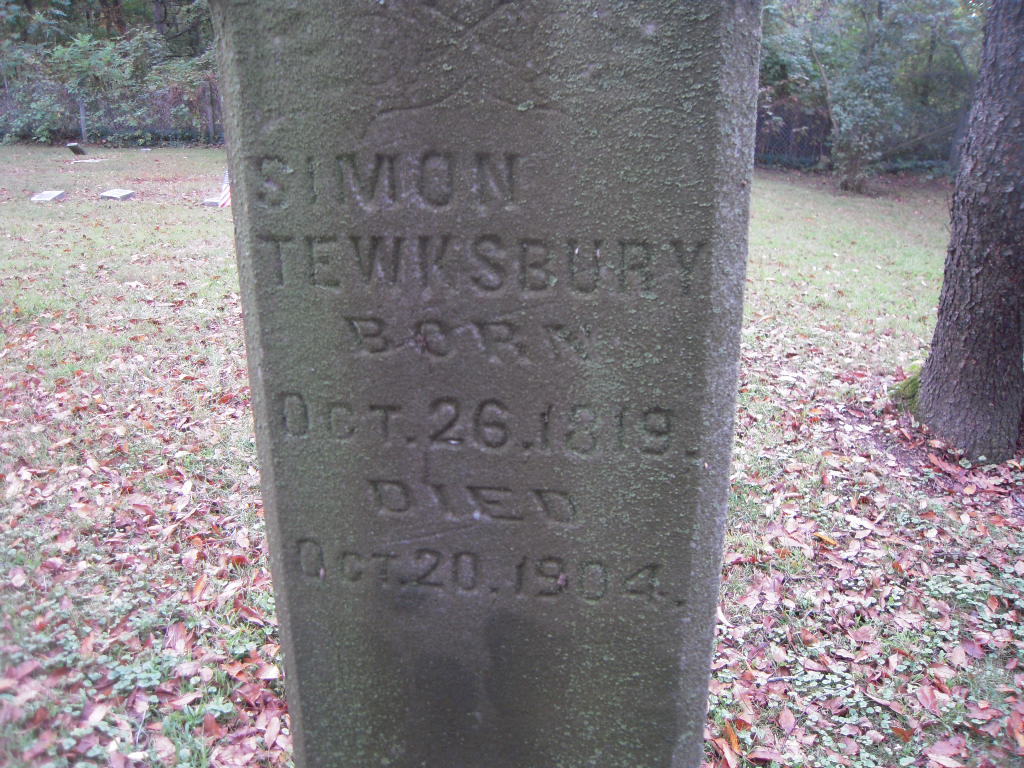 SIMON
TEWKSBURY
BORN
OCT. 26. 1819.
DIED
OCT. 20. 1904.